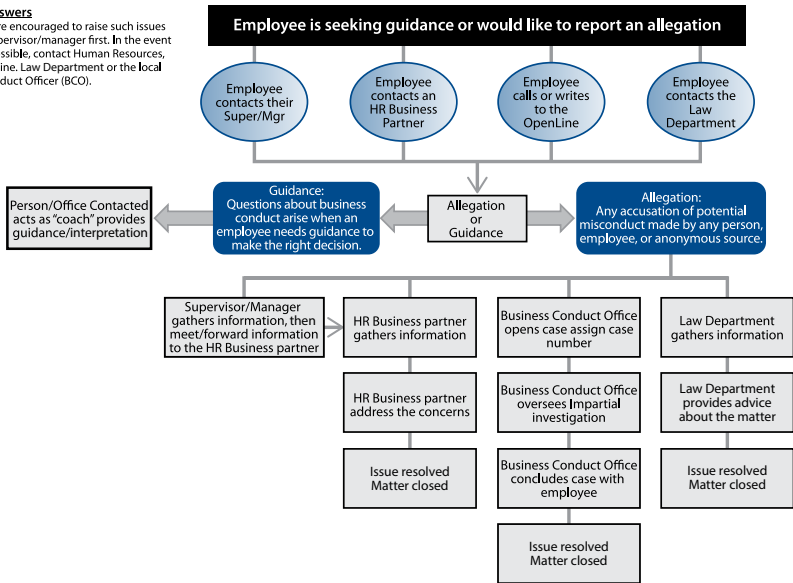 swers
re encouraged to raise such issues
pervisor/manager first. In the event
ssible, contact Human Resources,
ine. Law Department or the local
duct Officer (BCO).
Employee is seeking guidance or would like to report an allegation
Employee
contacts their
Super/Mgr
Employee
contacts an
HR Business
Partner
Employee
calls or writes
to the
OpenLine
Employee
contacts the
Law
Department
Person/Office Contacted
acts as “coach” provides
guidance/interpretation
Guidance:
Questions about business
conduct arise when an
employee needs guidance to
make the right decision.
Allegation
or
Guidance
Allegation:
Any accusation of potential
misconduct made by any person,
employee, or anonymous source.
Supervisor/Manager
gathers information, then
meet/forward information
to the HR Business partner
HR Business partner
gathers information
Business Conduct Office
opens case assign case
number
Law Department
gathers information
HR Business partner
address the concerns
Business Conduct Office
oversees Impartial
investigation
Law Department
provides advice
about the matter
Issue resolved
Matter closed
Business Conduct Office
concludes case with
employee
Issue resolved
Matter closed
Issue resolved
Matter closed